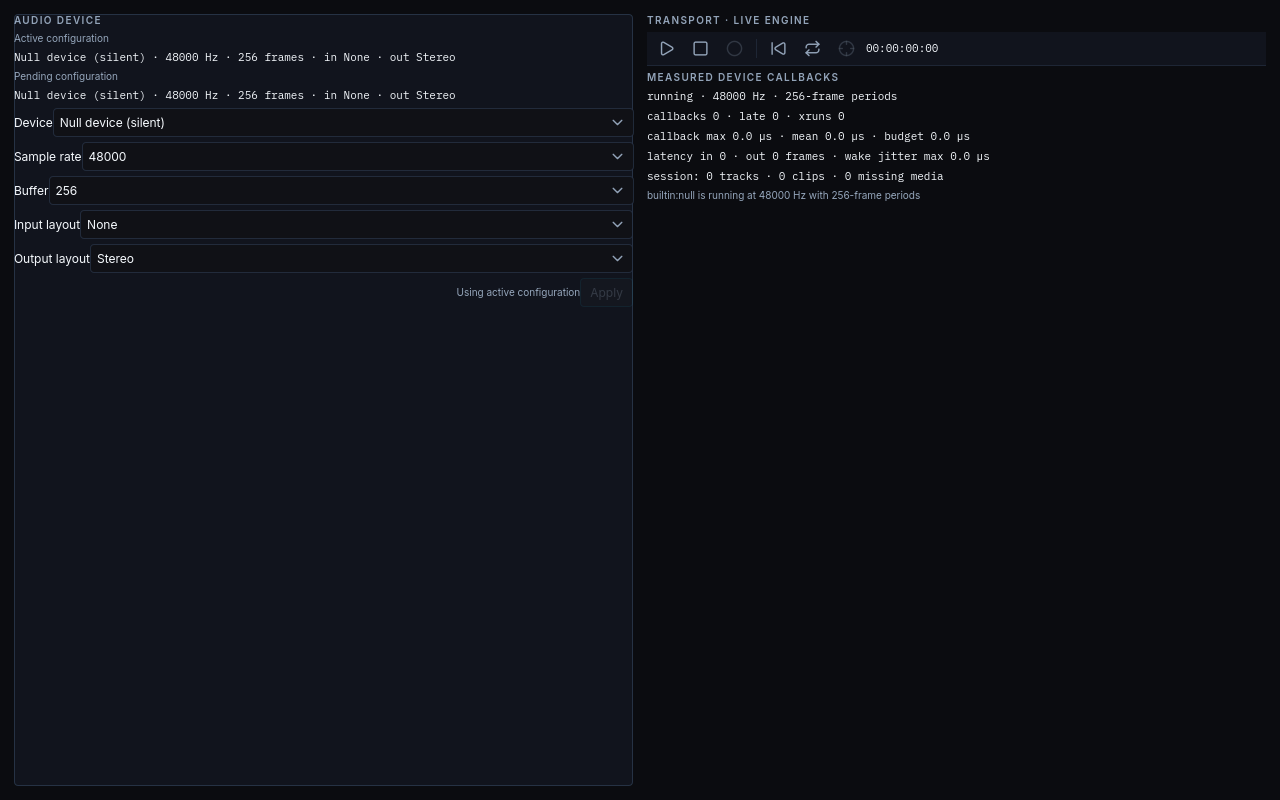 AUDIO DEVICE
Active configuration
Null device (silent) · 48000 Hz · 256 frames · in None · out Stereo
Pending configuration
Null device (silent) · 48000 Hz · 256 frames · in None · out Stereo
Device Null device (silent)
Sample rate 48000
Buffer 256
Input layout None
Output layout Stereo
Using active configuration Apply
TRANSPORT · LIVE ENGINE
00:00:00:00
MEASURED DEVICE CALLBACKS
running · 48000 Hz · 256-frame periods
callbacks 0 · late 0 · xruns 0
callback max 0.0 µs · mean 0.0 µs · budget 0.0 µs
latency in 0 · out 0 frames · wake jitter max 0.0 µs
session: 0 tracks · 0 clips · 0 missing media
builtin:null is running at 48000 Hz with 256-frame periods